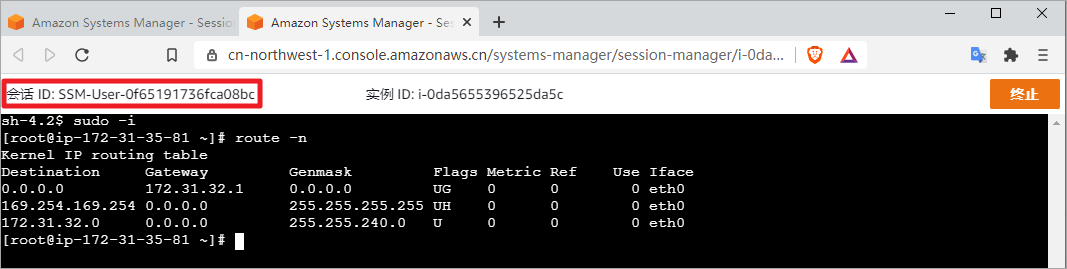 Amazon Systems Manager - Sessio
Amazon Systems Manager - Sessio
cn-northwest-1.console.amazonaws.cn/systems-manager/session-manager/i-0da...
会话 ID: SSM-User-0f65191736fca08bc 实例 ID: i-0da5655396525da5c 终止
sh-4.2$ sudo -i
[root@ip-172-31-35-81 ~]# route -n
Kernel IP routing table
Destination     Gateway         Genmask         Flags Metric Ref    Use Iface
0.0.0.0         172.31.32.1     0.0.0.0         UG    0      0        0 eth0
169.254.169.254 0.0.0.0         255.255.255.255 UH    0      0        0 eth0
172.31.32.0     0.0.0.0         255.255.240.0   U     0      0        0 eth0
[root@ip-172-31-35-81 ~]#